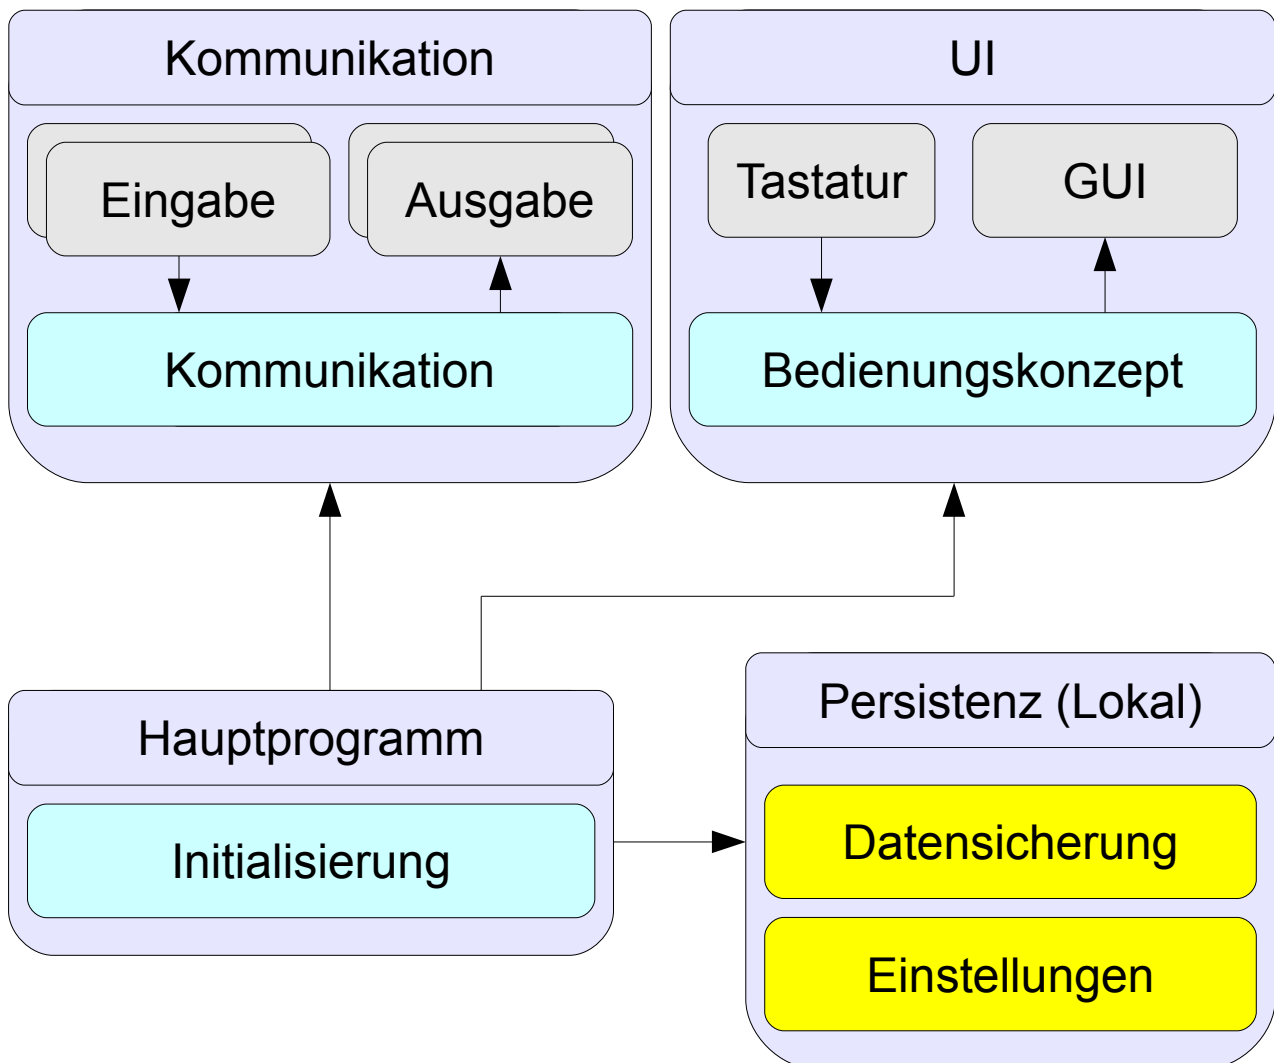 Kommunikation
Eingabe
Ausgabe
Kommunikation
UI
Tastatur
GUI
Bedienungskonzept
Hauptprogramm
Initialisierung
Persistenz (Lokal)
Datensicherung
Einstellungen